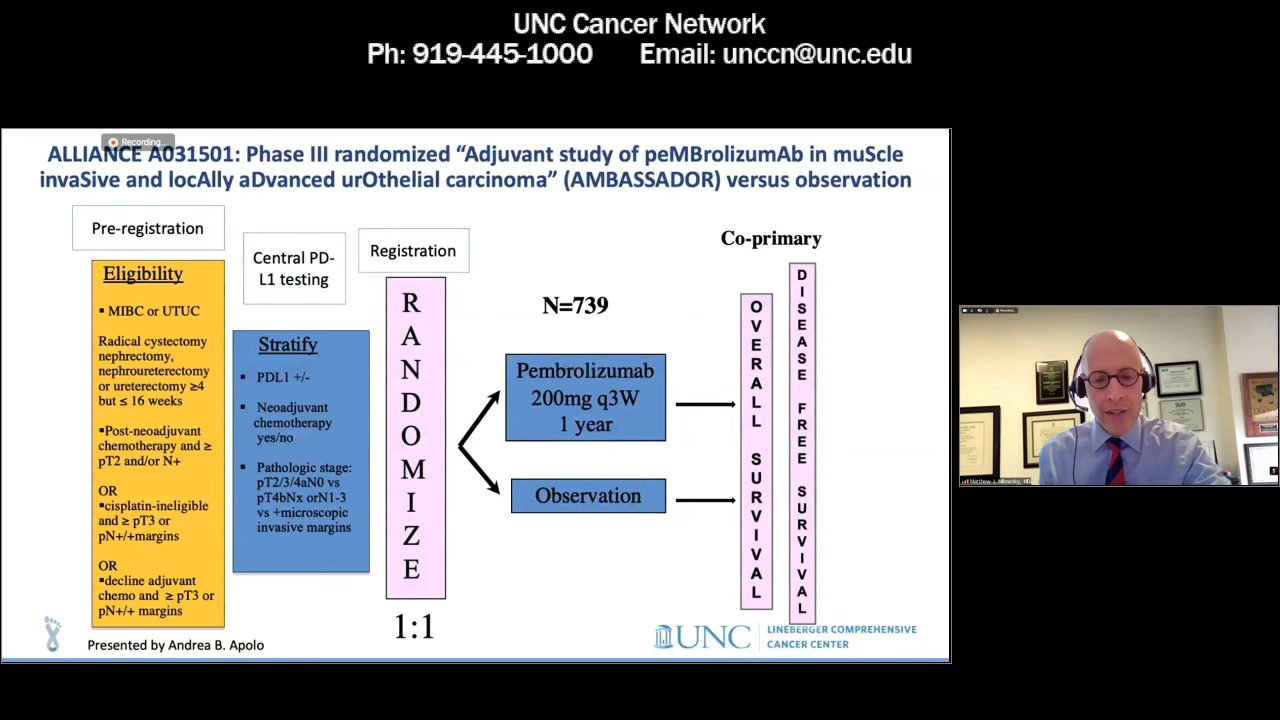 UNC Cancer Network
Ph: 919-445-1000 Email: unccn@unc.edu
Recording...
ALLIANCE A031501: Phase III randomized “Adjuvant study of peMBrolizumAb in muScle
invaSive and locAlly aDvanced urOthelial carcinoma” (AMBASSADOR) versus observation
Pre-registration
Eligibility
▪ MIBC or UTUC
Radical cystectomy
nephrectomy,
nephroureterectomy
or ureterectomy ≥4
but ≤ 16 weeks
▪Post-neoadjuvant
chemotherapy and ≥
pT2 and/or N+
OR
▪cisplatin-ineligible
and ≥ pT3 or
pN+/+margins
OR
▪decline adjuvant
chemo and ≥ pT3 or
pN+/+ margins
Central PD-
L1 testing
Stratify
▪ PDL1 +/-
▪ Neoadjuvant
chemotherapy
yes/no
▪ Pathologic stage:
pT2/3/4aN0 vs
pT4bNx orN1-3
vs +microscopic
invasive margins
Registration
RANDOMIZE
1:1
N=739
Pembrolizumab
200mg q3W
1 year
Observation
Co-primary
OVERALL SURVIVAL
DISEASE FREE SURVIVAL
Presented by Andrea B. Apolo
UNC
LINEBERGER COMPREHENSIVE
CANCER CENTER
Recording
Matthew I. Milowsky, MD